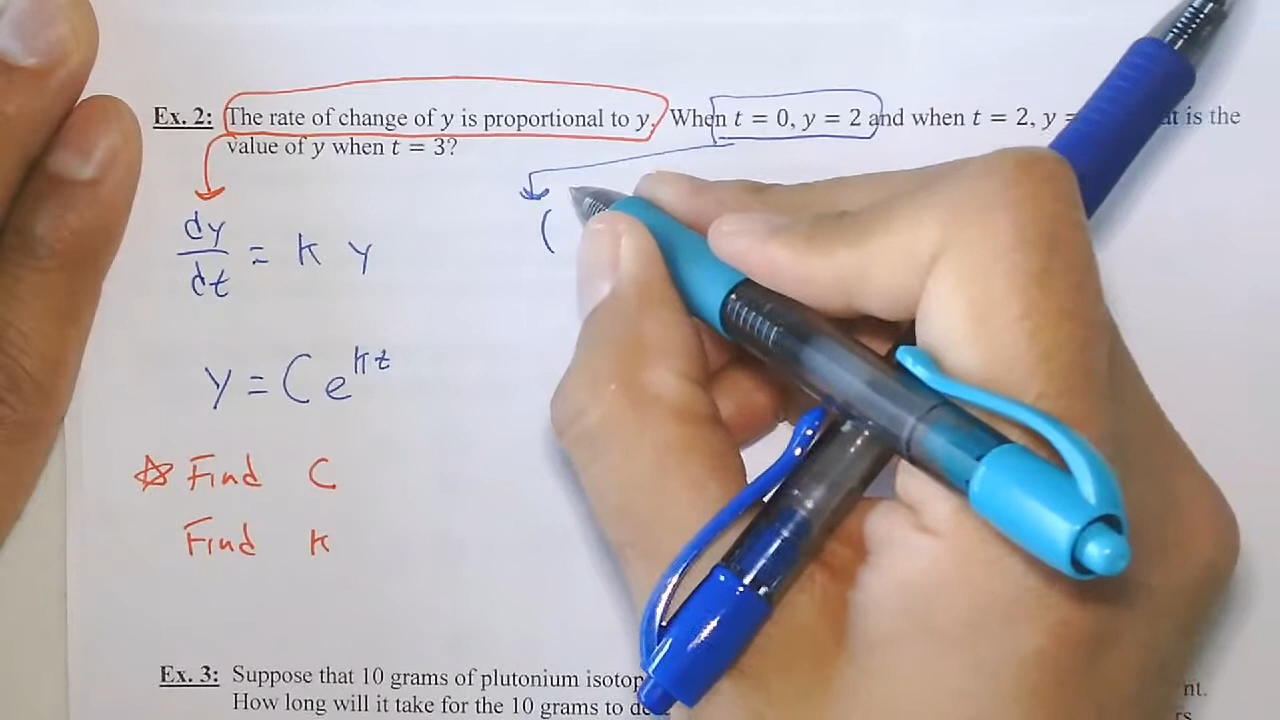 Ex. 2: The rate of change of y is proportional to y. When t = 0, y = 2 and when t = 2, y = is the
value of y when t = 3?
(
dy/dt = k y
y = Ce^{kt}
☆ Find C
Find k
Ex. 3: Suppose that 10 grams of plutonium
How long will it take for the 10 grams to